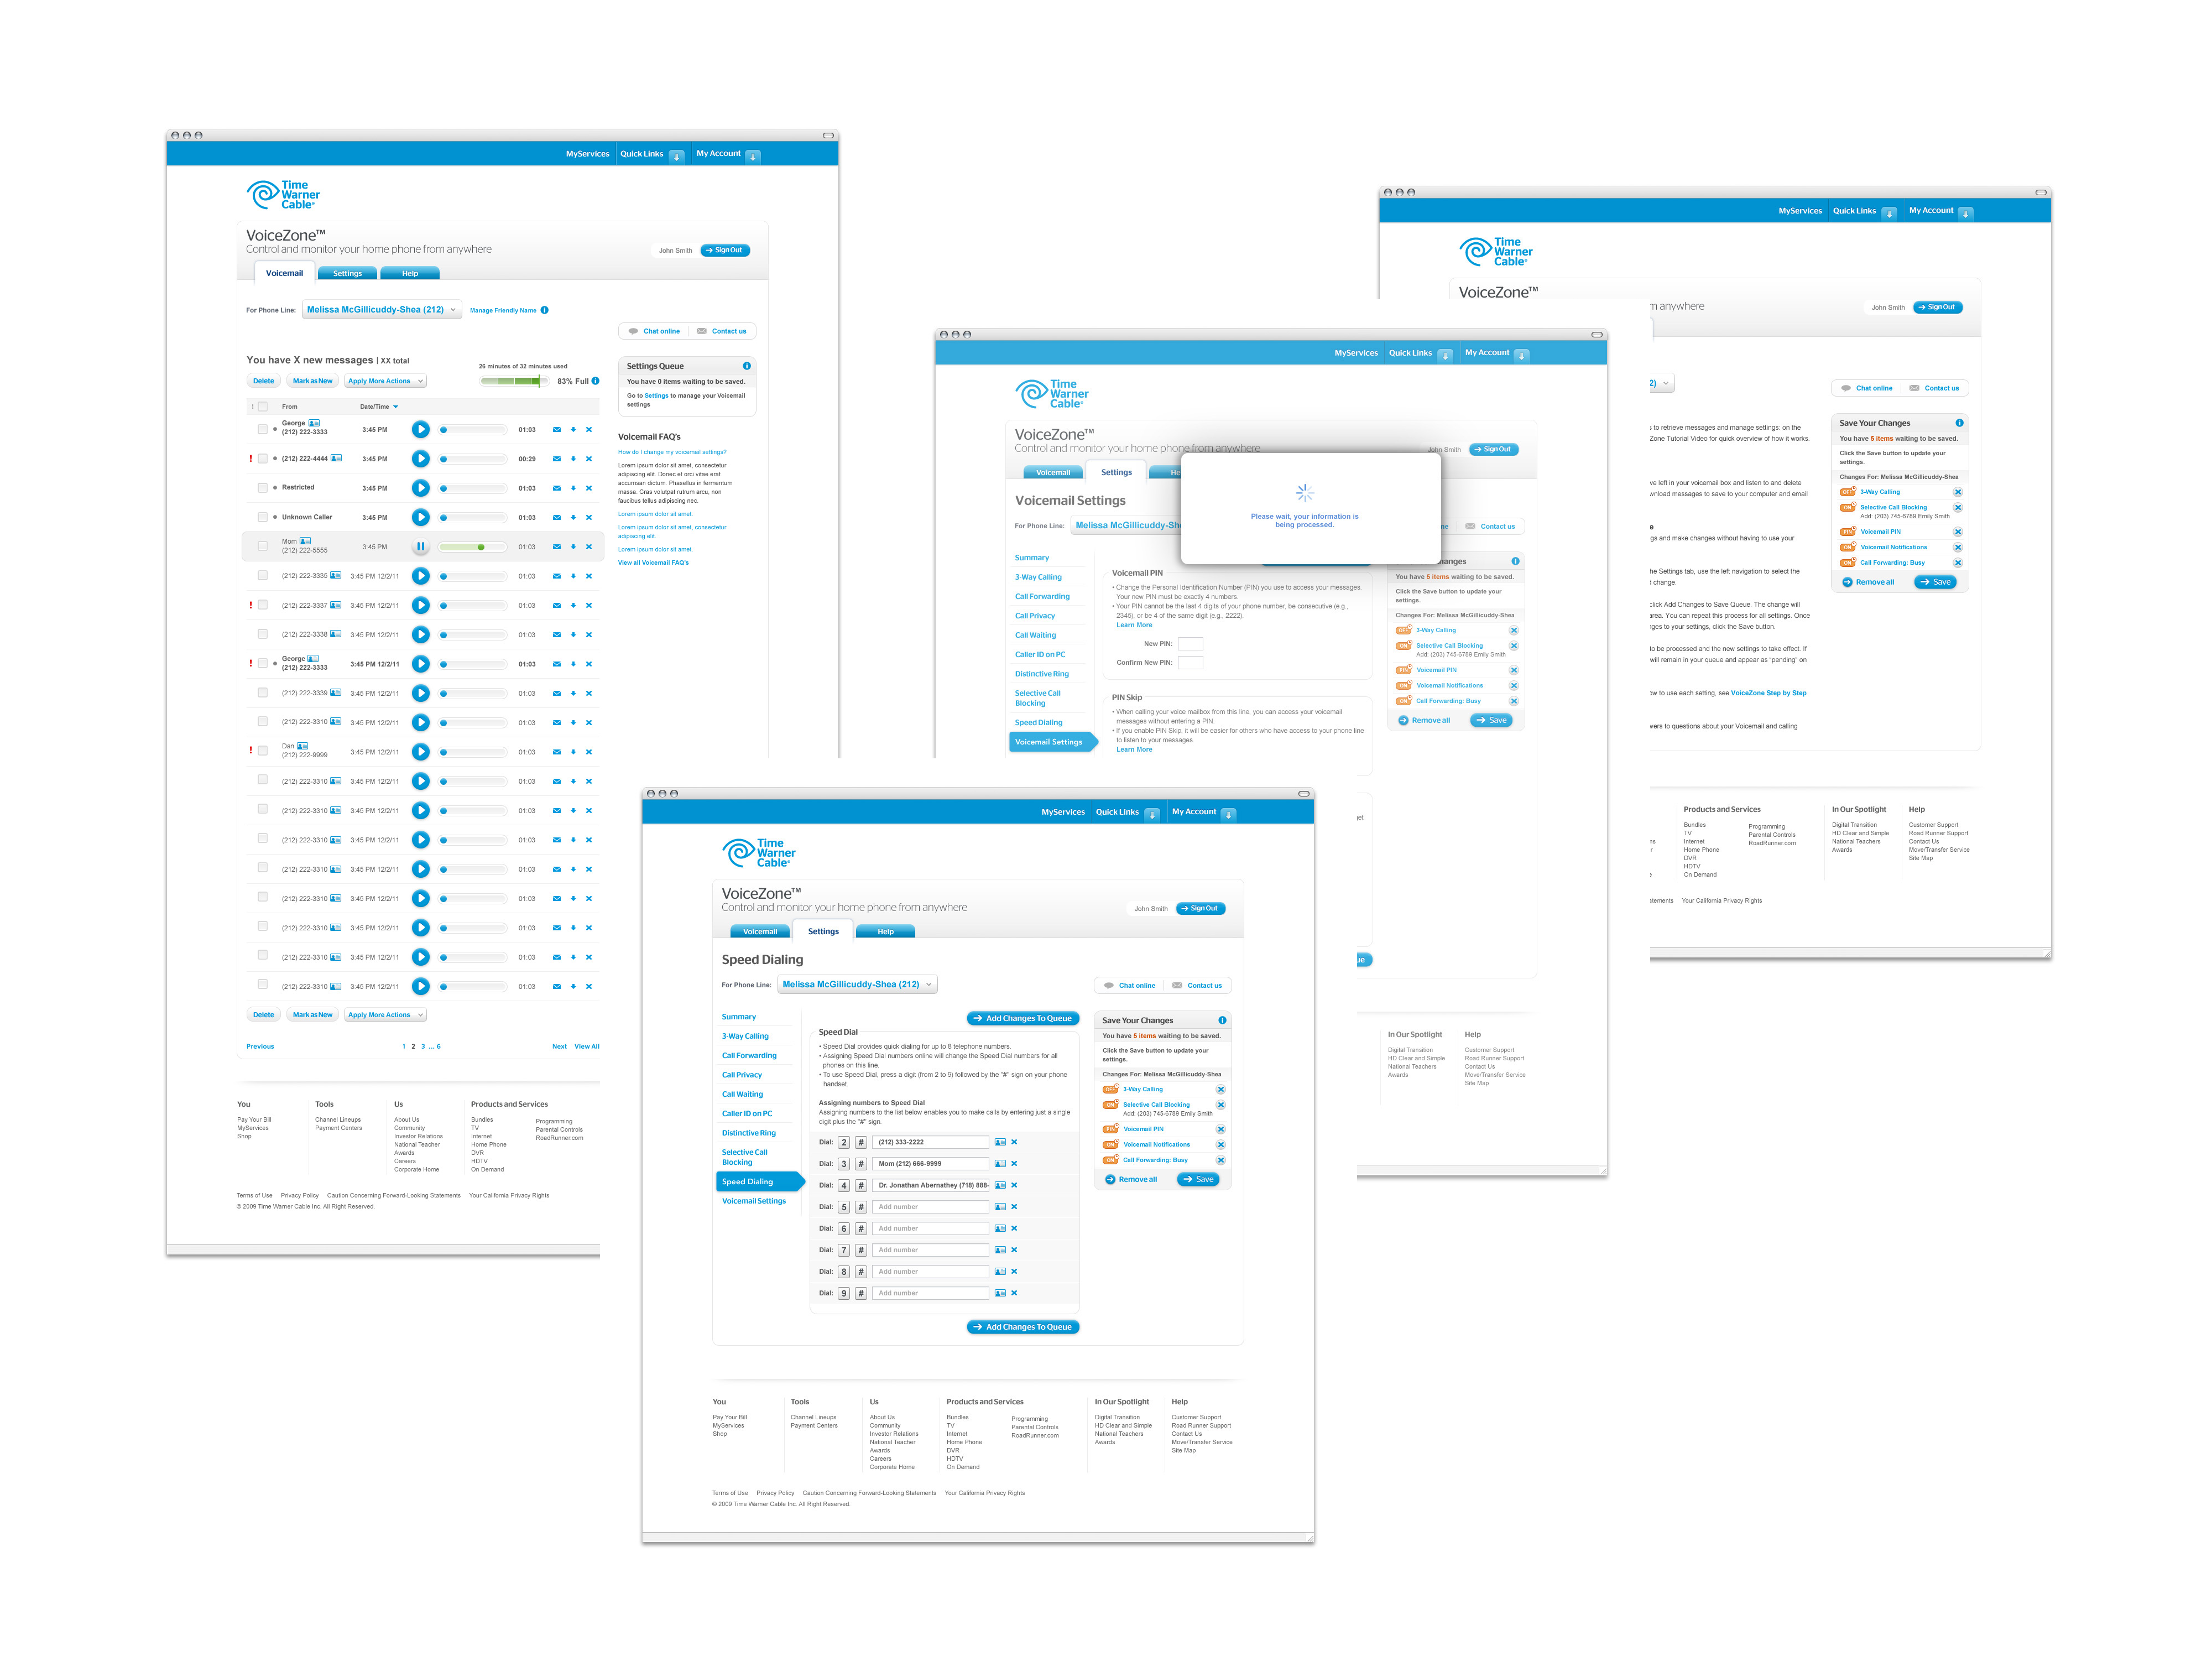 MyServices Quick Links My Account
Time
Warner
Cable®
VoiceZone™
Control and monitor your home phone from anywhere
John Smith Sign Out
Voicemail Settings Help
For Phone Line: Melissa McGillicuddy-Shea (212) Manage Friendly Name
Chat online Contact us
You have X new messages | XX total
26 minutes of 32 minutes used
Delete Mark as New Apply More Actions 83% Full
! From Date/Time
George
(212) 222-3333 3:45 PM 01:03
! (212) 222-4444 3:45 PM 00:29
Restricted 3:45 PM 01:03
Unknown Caller 3:45 PM 01:03
Mom
(212) 222-5555 3:45 PM 01:03
(212) 222-3335 3:45 PM 12/2/11 01:03
! (212) 222-3337 3:45 PM 12/2/11 01:03
(212) 222-3338 3:45 PM 12/2/11 01:03
! George
(212) 222-3333 3:45 PM 12/2/11 01:03
(212) 222-3339 3:45 PM 12/2/11 01:03
(212) 222-3310 3:45 PM 12/2/11 01:03
! Dan
(212) 222-9999 3:45 PM 12/2/11 01:03
(212) 222-3310 3:45 PM 12/2/11 01:03
(212) 222-3310 3:45 PM 12/2/11 01:03
(212) 222-3310 3:45 PM 12/2/11 01:03
(212) 222-3310 3:45 PM 12/2/11 01:03
(212) 222-3310 3:45 PM 12/2/11 01:03
(212) 222-3310 3:45 PM 12/2/11 01:03
(212) 222-3310 3:45 PM 12/2/11 01:03
(212) 222-3310 3:45 PM 12/2/11 01:03
Delete Mark as New Apply More Actions
Previous 1 2 3 ... 6 Next View All
Settings Queue
You have 0 items waiting to be saved.
Go to Settings to manage your Voicemail
settings
Voicemail FAQ's
How do I change my voicemail settings?
Lorem ipsum dolor sit amet, consectetur
adipiscing elit. Donec et orci vitae erat
accumsan dictum. Phasellus in fermentum
massa. Cras volutpat rutrum arcu, non
faucibus tellus adipiscing nec.
Lorem ipsum dolor sit amet.
Lorem ipsum dolor sit amet, consectetur
adipiscing elit.
Lorem ipsum dolor sit amet.
View all Voicemail FAQ's
You Tools Us Products and Services
Pay Your Bill Channel Lineups About Us Bundles Programming
MyServices Payment Centers Community TV Parental Controls
Shop Investor Relations Internet RoadRunner.com
National Teacher Home Phone
Awards DVR
Careers HDTV
Corporate Home On Demand
Terms of Use Privacy Policy Caution Concerning Forward-Looking Statements Your California Privacy Rights
© 2009 Time Warner Cable Inc. All Right Reserved.
MyServices Quick Links My Account
Time
Warner
Cable®
VoiceZone™
Control and monitor your home phone from anywhere
John Smith Sign Out
Voicemail Settings He
Voicemail Settings
For Phone Line: Melissa McGillicuddy-Sh
ne Contact us
Please wait, your information is
being processed.
Summary
3-Way Calling
Call Forwarding
Call Privacy
Call Waiting
Caller ID on PC
Distinctive Ring
Selective Call
Blocking
Speed Dialing
Voicemail Settings
Voicemail PIN
• Change the Personal Identification Number (PIN) you use to access your messages.
Your new PIN must be exactly 4 numbers.
• Your PIN cannot be the last 4 digits of your phone number, be consecutive (e.g.,
2345), or be 4 of the same digit (e.g., 2222).
Learn More
New PIN:
Confirm New PIN:
PIN Skip
• When calling your voice mailbox from this line, you can access your voicemail
messages without entering a PIN.
• If you enable PIN Skip, it will be easier for others who have access to your phone line
to listen to your messages.
Learn More
hanges
You have 5 items waiting to be saved.
Click the Save button to update your
settings.
Changes For: Melissa McGillicuddy-Shea
OFF 3-Way Calling
ON Selective Call Blocking
Add: (203) 745-6789 Emily Smith
PIN Voicemail PIN
ON Voicemail Notifications
ON Call Forwarding: Busy
Remove all Save
et
ue
In Our Spotlight Help
Digital Transition Customer Support
HD Clear and Simple Road Runner Support
National Teachers Contact Us
Awards Move/Transfer Service
Site Map
MyServices Quick Links My Account
Time
Warner
Cable®
VoiceZone™
m anywhere
John Smith Sign Out
2)
Chat online Contact us
to retrieve messages and manage settings: on the
Zone Tutorial Video for quick overview of how it works.
ve left in your voicemail box and listen to and delete
wnload messages to save to your computer and email
e
gs and make changes without having to use your
he Settings tab, use the left navigation to select the
t change.
click Add Changes to Save Queue. The change will
area. You can repeat this process for all settings. Once
ges to your settings, click the Save button.
to be processed and the new settings to take effect. If
will remain in your queue and appear as "pending" on
ow to use each setting, see VoiceZone Step by Step
vers to questions about your Voicemail and calling
Save Your Changes
You have 5 items waiting to be saved.
Click the Save button to update your
settings.
Changes For: Melissa McGillicuddy-Shea
OFF 3-Way Calling
ON Selective Call Blocking
Add: (203) 745-6789 Emily Smith
PIN Voicemail PIN
ON Voicemail Notifications
ON Call Forwarding: Busy
Remove all Save
Products and Services In Our Spotlight Help
Bundles Programming Digital Transition Customer Support
TV Parental Controls HD Clear and Simple Road Runner Support
Internet RoadRunner.com National Teachers Contact Us
Home Phone Awards Move/Transfer Service
DVR Site Map
HDTV
On Demand
tements Your California Privacy Rights
MyServices Quick Links My Account
Time
Warner
Cable®
VoiceZone™
Control and monitor your home phone from anywhere
John Smith Sign Out
Voicemail Settings Help
Speed Dialing
For Phone Line: Melissa McGillicuddy-Shea (212)
Chat online Contact us
Summary
3-Way Calling
Call Forwarding
Call Privacy
Call Waiting
Caller ID on PC
Distinctive Ring
Selective Call
Blocking
Speed Dialing
Voicemail Settings
Add Changes To Queue
Speed Dial
• Speed Dial provides quick dialing for up to 8 telephone numbers.
• Assigning Speed Dial numbers online will change the Speed Dial numbers for all
phones on this line.
• To use Speed Dial, press a digit (from 2 to 9) followed by the "#" sign on your phone
handset.
Assigning numbers to Speed Dial
Assigning numbers to the list below enables you to make calls by entering just a single
digit plus the "#" sign.
Dial: 2 # (212) 333-2222
Dial: 3 # Mom (212) 666-9999
Dial: 4 # Dr. Jonathan Abernathey (718) 888-
Dial: 5 # Add number
Dial: 6 # Add number
Dial: 7 # Add number
Dial: 8 # Add number
Dial: 9 # Add number
Add Changes To Queue
Save Your Changes
You have 5 items waiting to be saved.
Click the Save button to update your
settings.
Changes For: Melissa McGillicuddy-Shea
OFF 3-Way Calling
ON Selective Call Blocking
Add: (203) 745-6789 Emily Smith
PIN Voicemail PIN
ON Voicemail Notifications
ON Call Forwarding: Busy
Remove all Save
You Tools Us Products and Services In Our Spotlight Help
Pay Your Bill Channel Lineups About Us Bundles Programming Digital Transition Customer Support
MyServices Payment Centers Community TV Parental Controls HD Clear and Simple Road Runner Support
Shop Investor Relations Internet RoadRunner.com National Teachers Contact Us
National Teacher Home Phone Awards Move/Transfer Service
Awards DVR Site Map
Careers HDTV
Corporate Home On Demand
Terms of Use Privacy Policy Caution Concerning Forward-Looking Statements Your California Privacy Rights
© 2009 Time Warner Cable Inc. All Right Reserved.